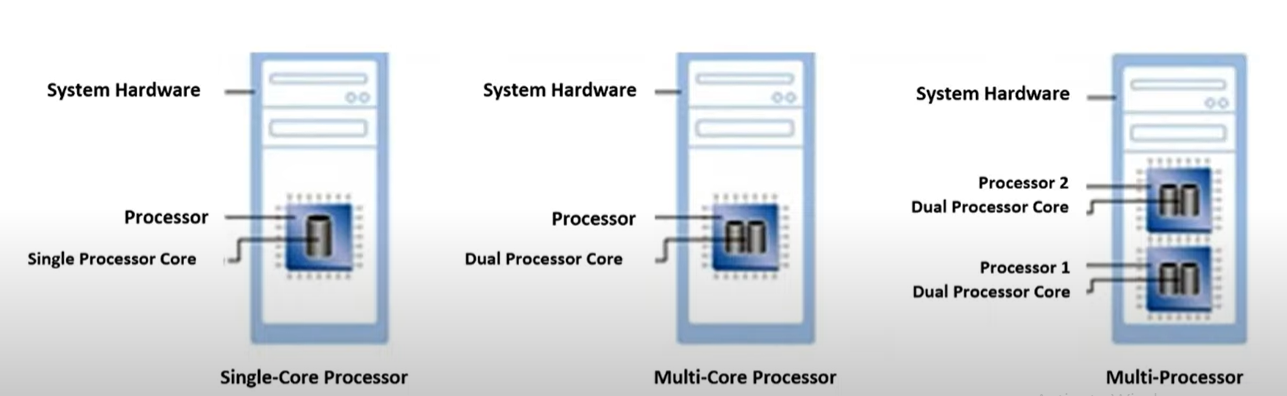 System Hardware
Processor
Single Processor Core
Single-Core Processor
System Hardware
Processor
Dual Processor Core
Multi-Core Processor
System Hardware
Processor 2
Dual Processor Core
Processor 1
Dual Processor Core
Multi-Processor